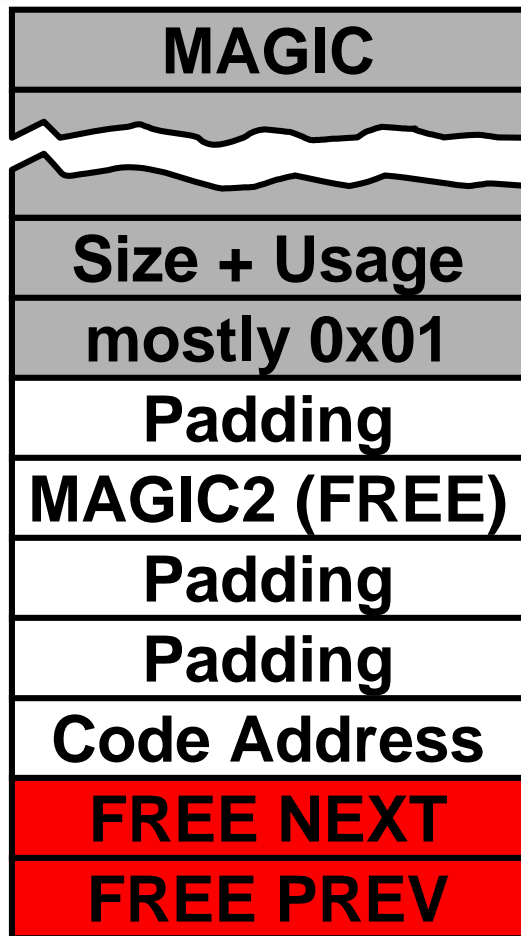 MAGIC
Size + Usage
mostly 0x01
Padding
MAGIC2 (FREE)
Padding
Padding
Code Address
FREE NEXT
FREE PREV